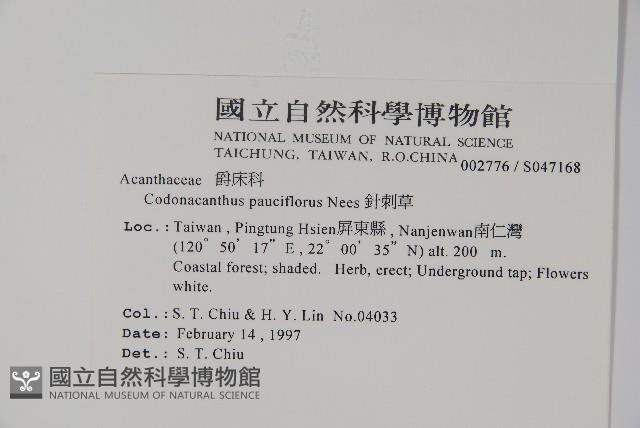 國立自然科學博物館
NATIONAL MUSEUM OF NATURAL SCIENCE
TAICHUNG, TAIWAN, R.O.CHINA 002776 / S047168
Acanthaceae 爵床科
Codonacanthus pauciflorus Nees 針刺草
Loc.: Taiwan , Pingtung Hsien屏東縣 , Nanjenwan南仁灣
(120° 50' 17” E , 22° 00' 35” N) alt. 200 m.
Coastal forest; shaded. Herb, erect; Underground tap; Flowers
white.
Col.: S. T. Chiu & H. Y. Lin No.04033
Date: February 14 , 1997
Det.: S. T. Chiu
國立自然科學博物館
NATIONAL MUSEUM OF NATURAL SCIENCE